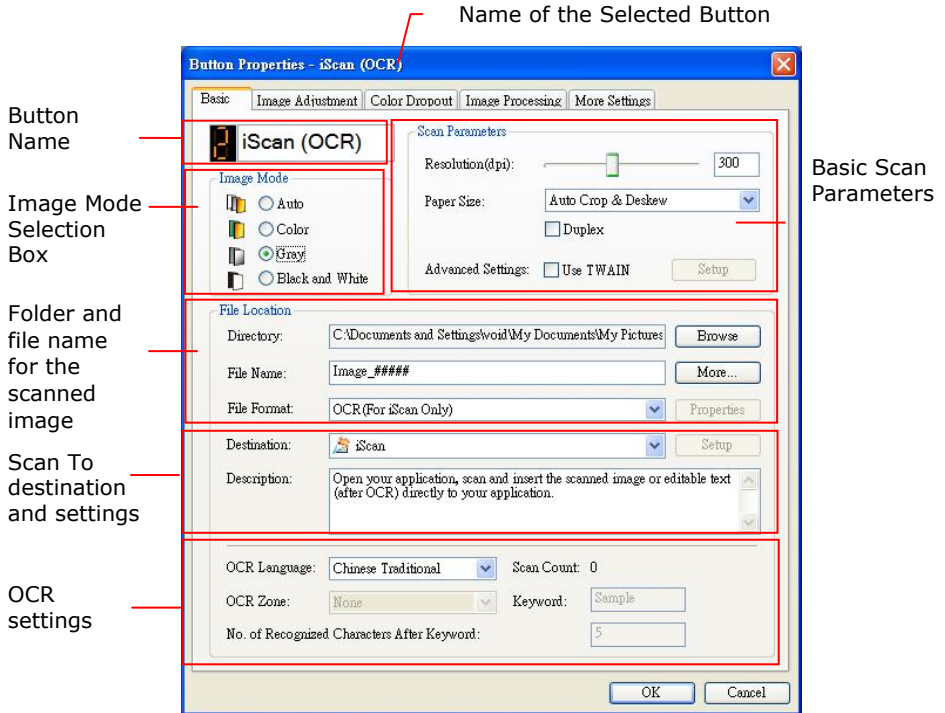 Name of the Selected Button
Button Properties - iScan (OCR)
Basic Image Adjustment Color Dropout Image Processing More Settings
Button
Name
2 iScan (OCR)
Image Mode
Selection
Box
Image Mode
Auto
Color
Gray
Black and White
Scan Parameters
Resolution(dpi): 300
Paper Size: Auto Crop & Deskew
Duplex
Advanced Settings: Use TWAIN Setup
Basic Scan
Parameters
Folder and
file name
for the
scanned
image
File Location
Directory: C:\Documents and Settings\void\My Documents\My Pictures Browse
File Name: Image_##### More...
File Format: OCR(For iScan Only) Properties
Scan To
destination
and settings
Destination: iScan Setup
Description: Open your application, scan and insert the scanned image or editable text
(after OCR) directly to your application.
OCR
settings
OCR Language: Chinese Traditional Scan Count: 0
OCR Zone: None Keyword: Sample
No. of Recognized Characters After Keyword: 5
OK Cancel